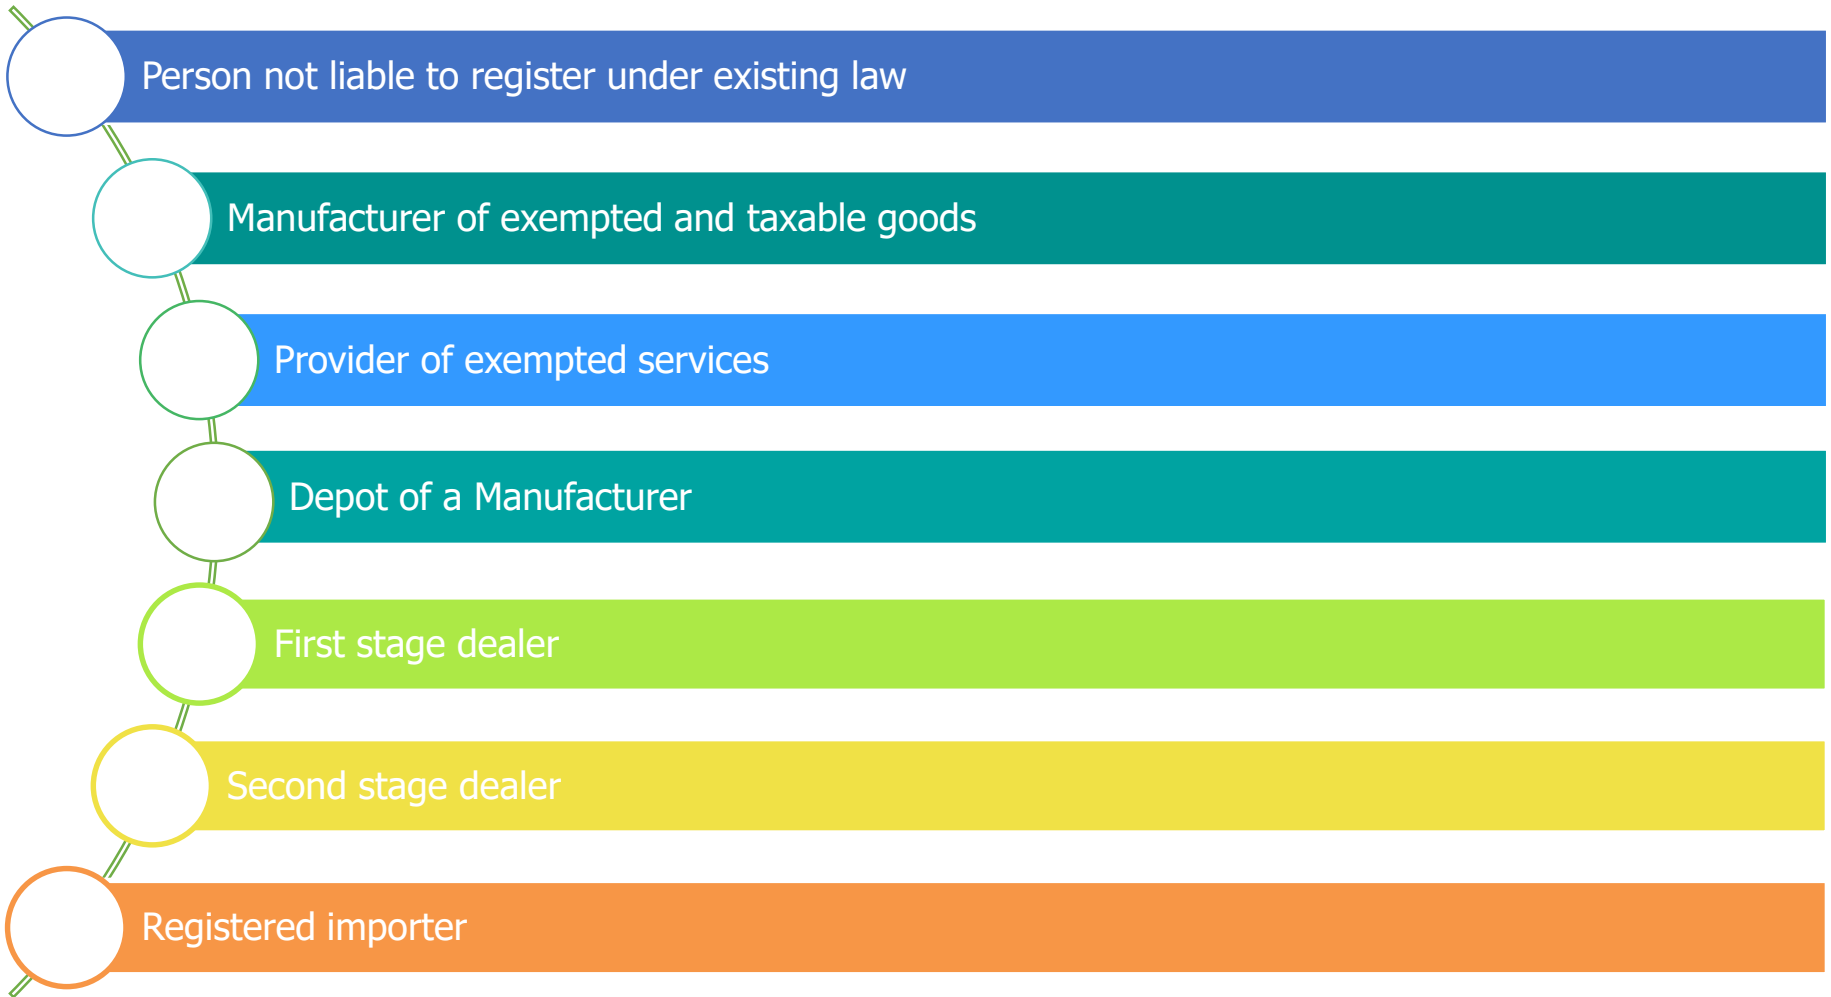 Person not liable to register under existing law
Manufacturer of exempted and taxable goods
Provider of exempted services
Depot of a Manufacturer
First stage dealer
Second stage dealer
Registered importer